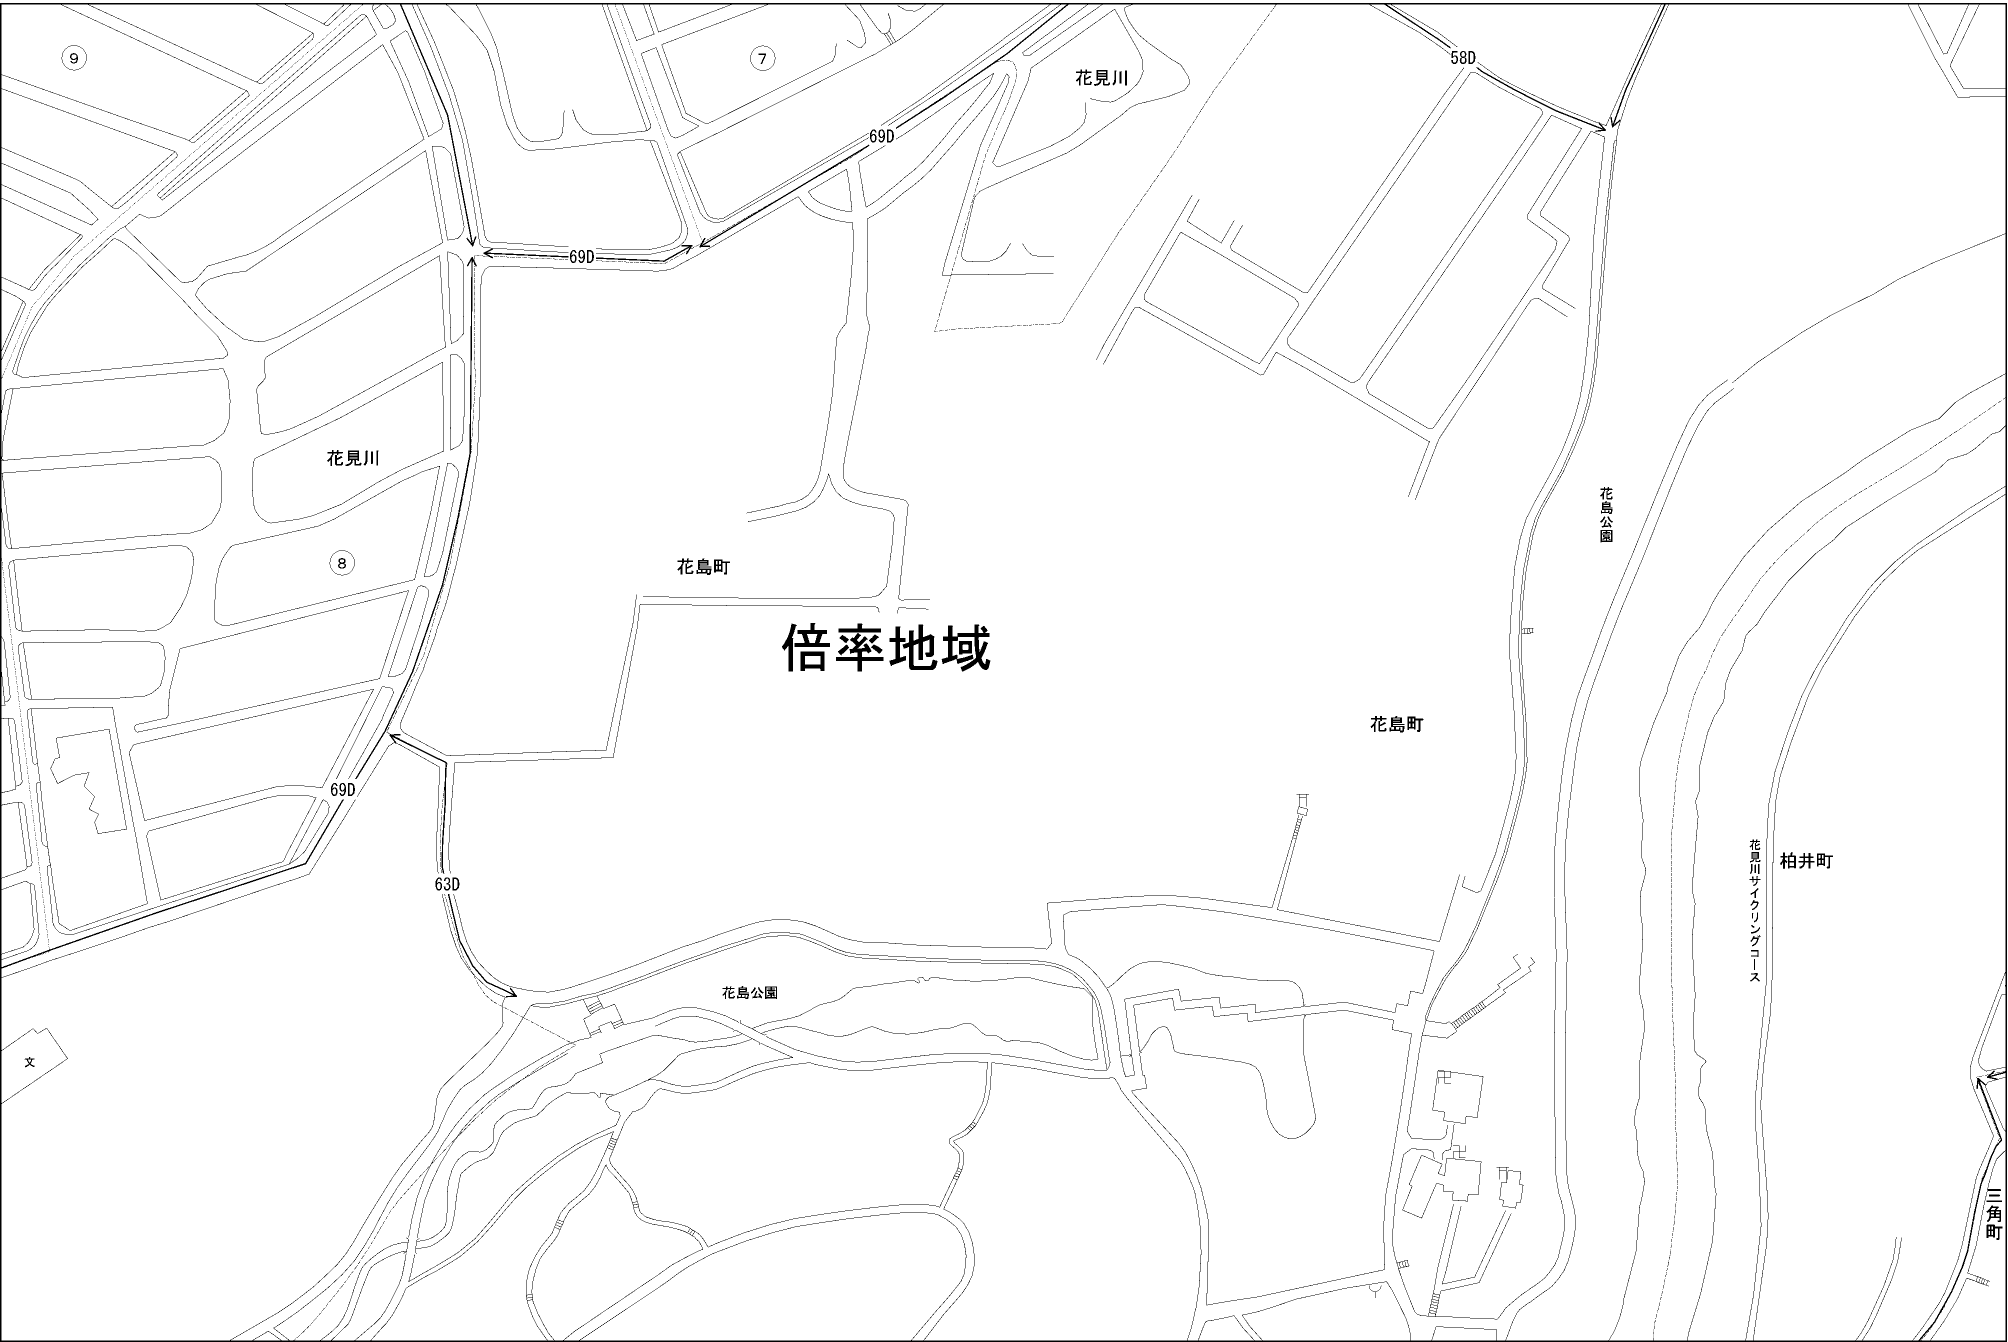 9
7
花見川
58D
69D
69D
花見川
花島公園
8
花島町
倍率地域
花島町
69D
花見川サイクリングコース
柏井町
63D
花島公園
文
三角町